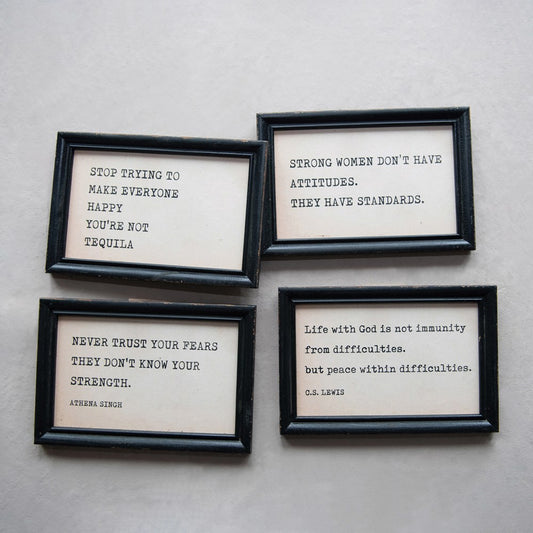 STOP TRYING TO
MAKE EVERYONE
HAPPY
YOU'RE NOT
TEQUILA
STRONG WOMEN DON'T HAVE
ATTITUDES.
THEY HAVE STANDARDS.
NEVER TRUST YOUR FEARS
THEY DON'T KNOW YOUR
STRENGTH.
ATHENA SINGH
Life with God is not immunity
from difficulties.
but peace within difficulties.
C.S. LEWIS